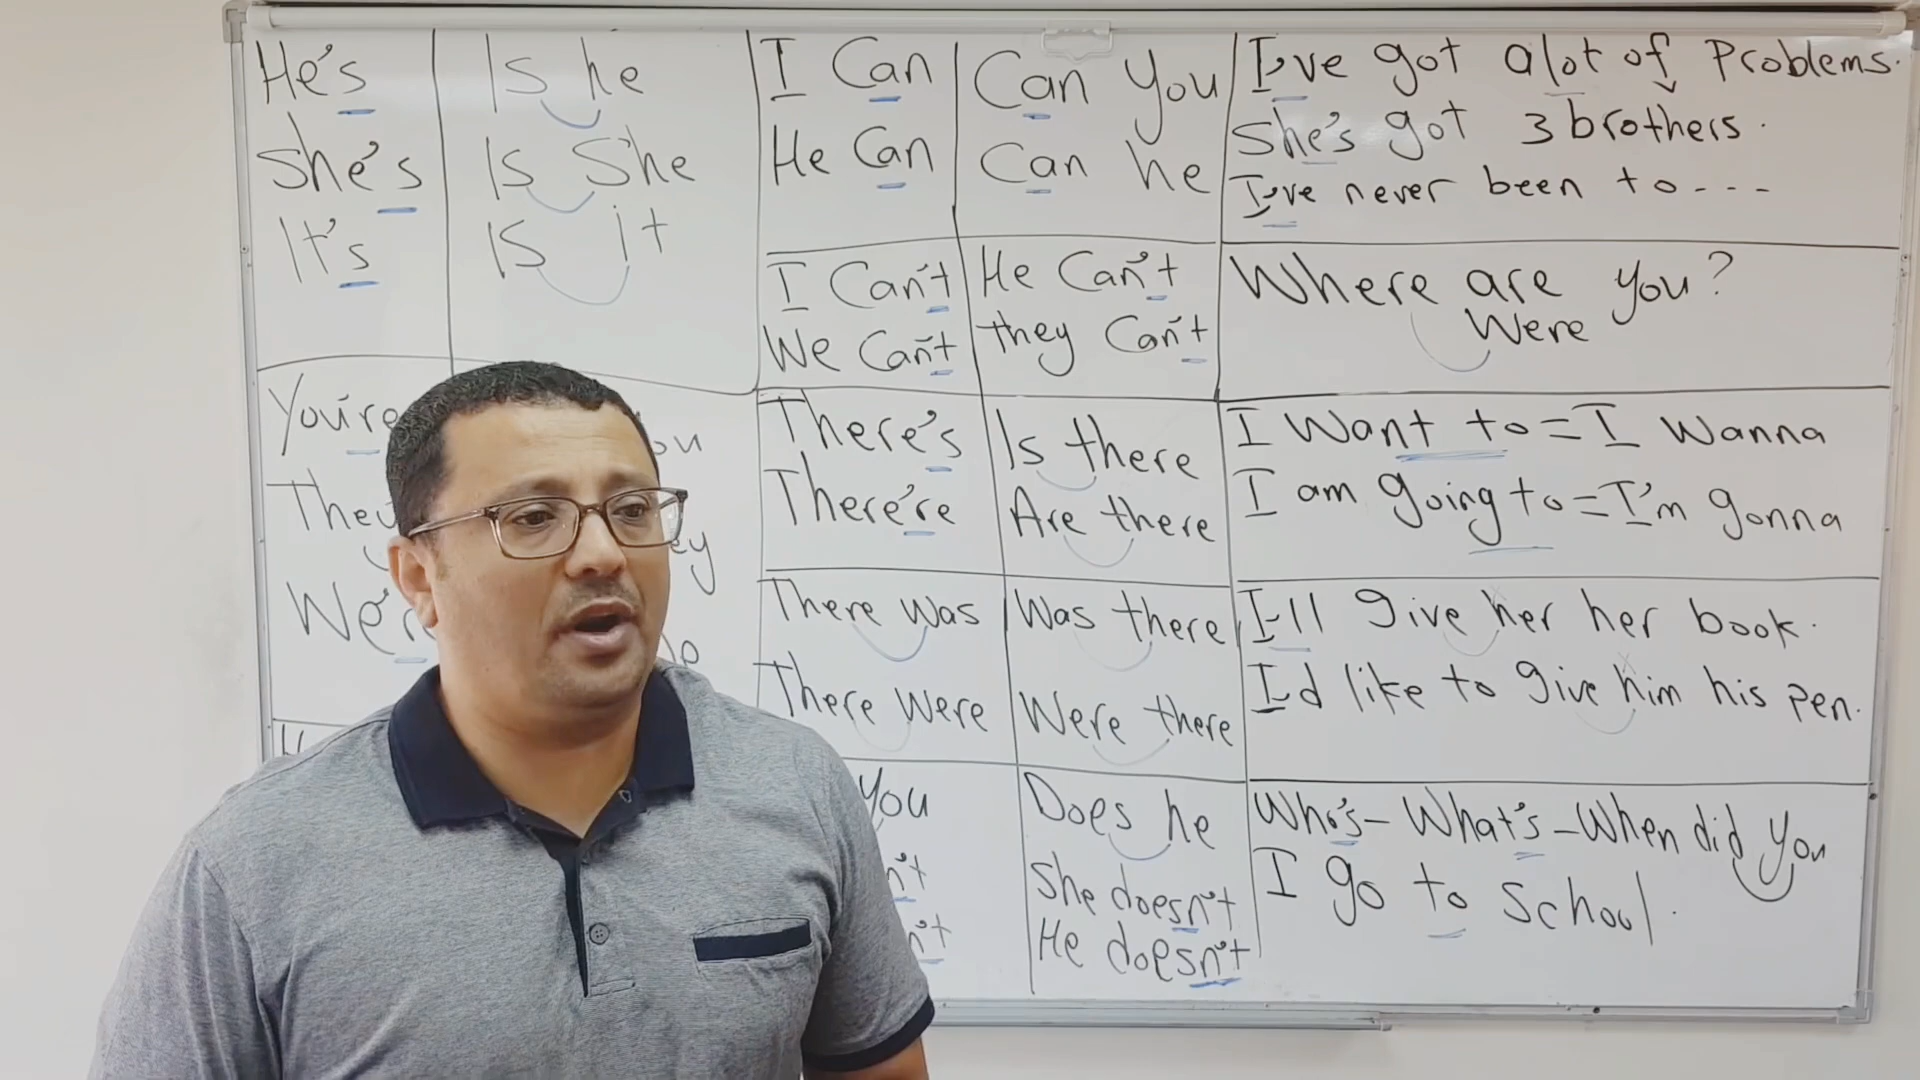 He's
She's
It's
Is he
Is She
Is it
I Can
He Can
Can You
Can he
I've got alot of Problems.
She's got 3 brothers.
I've never been to ----
I Can't
We Can't
He Can't
they Can't
Where are you?
Were
You're
They
We'r
There's
There're
Is there
Are there
I Want to = I Wanna
I am going to = I'm gonna
There was
There were
Was there
Were there
I'll give her her book.
I'd like to give him his pen.
You
n't
n't
Does he
She doesn't
He doesn't
Who's - What's - When did you
I go to school.